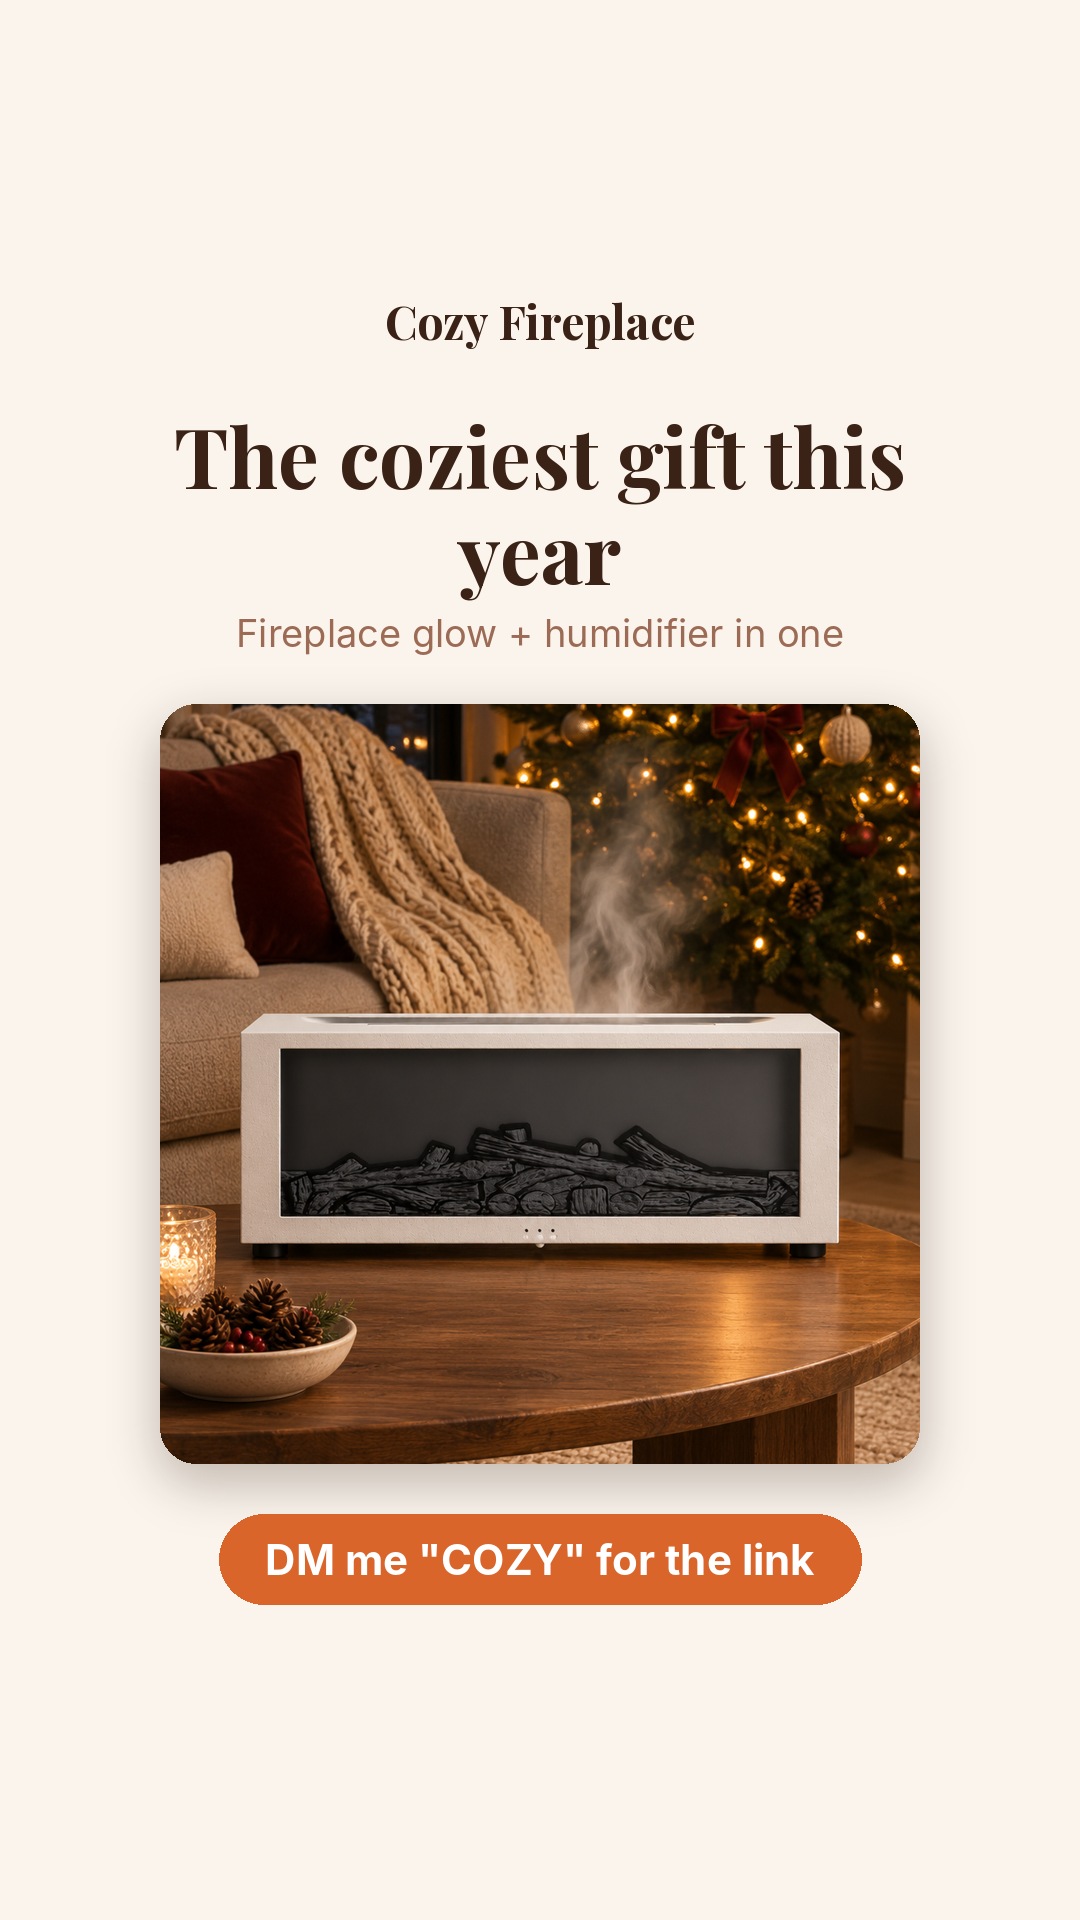 Cozy Fireplace
The coziest gift this
year
Fireplace glow + humidifier in one
DM me "COZY" for the link